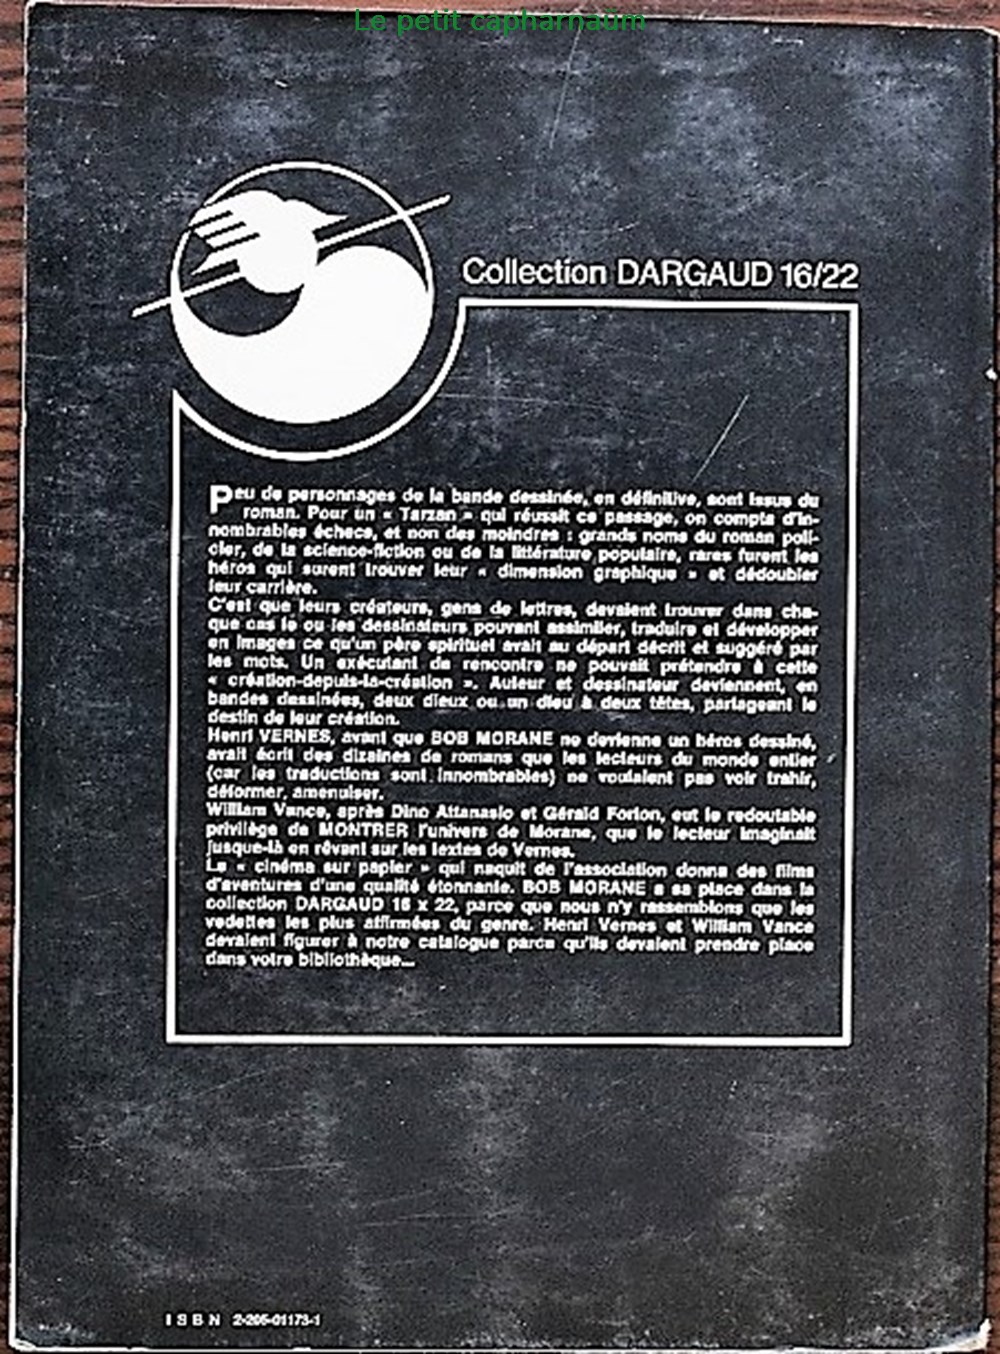 Le petit capharnaüm
Collection DARGAUD 16/22
Peu de personnages de la bande dessinée, en définitive, sont issus du
roman. Pour un « Tarzan » qui réussit ce passage, on compte d'in-
nombrables échecs, et non des moindres : grands noms du roman poli-
cier, de la science-fiction ou de la littérature populaire, rares furent les
héros qui surent trouver leur « dimension graphique » et dédoubler
leur carrière.
C'est que leurs créateurs, gens de lettres, devaient trouver dans cha-
que cas le ou les dessinateurs pouvant assimiler, traduire et développer
en images ce qu'un père spirituel avait au départ décrit et suggéré par
les mots. Un exécutant de rencontre ne pouvait prétendre à cette
« création-depuis-la-création ». Auteur et dessinateur deviennent, en
bandes dessinées, deux dieux ou un dieu à deux têtes, partageant le
destin de leur création.
Henri VERNES, avant que BOB MORANE ne devienne un héros dessiné,
avait écrit des dizaines de romans que les lecteurs du monde entier
(car les traductions sont innombrables) ne voulaient pas voir trahir,
déformer, amenuiser.
William Vance, après Dino Attanasio et Gérald Forton, eut le redoutable
privilège de MONTRER l'univers de Morane, que le lecteur imaginait
jusque-là en rêvant sur les textes de Vernes.
Le « cinéma sur papier » qui naquit de l'association donna des films
d'aventures d'une qualité étonnante. BOB MORANE a sa place dans la
collection DARGAUD 16 x 22, parce que nous n'y rassemblons que les
vedettes les plus affirmées du genre. Henri Vernes et William Vance
devaient figurer à notre catalogue parce qu'ils devaient prendre place
dans votre bibliothèque...
ISBN 2-205-01173-1